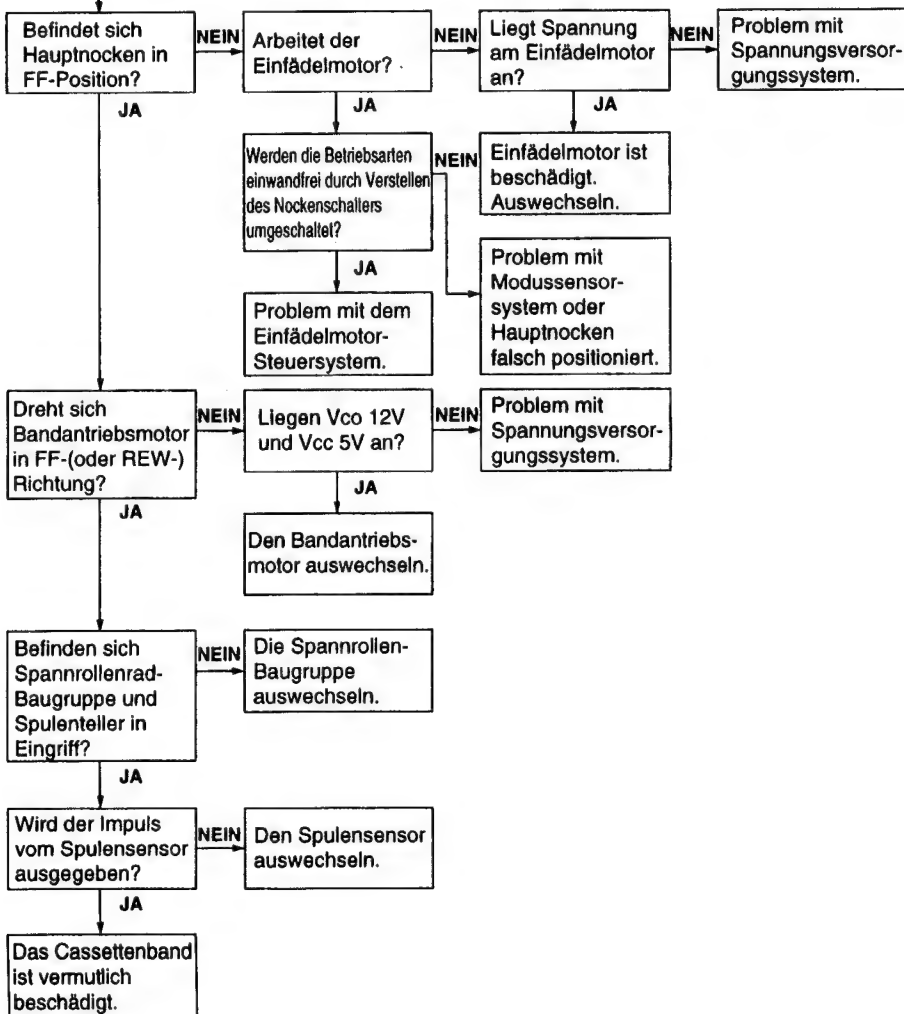 Befindet sich
Hauptnocken in
FF-Position?
NEIN
Arbeitet der
Einfädelmotor?
NEIN
Liegt Spannung
am Einfädelmotor
an?
NEIN
Problem mit
Spannungsversor-
gungssystem.
JA
JA
JA
Werden die Betriebsarten
einwandfrei durch Verstellen
des Nockenschalters
umgeschaltet?
NEIN
Einfädelmotor ist
beschädigt.
Auswechseln.
JA
Problem mit dem
Einfädelmotor-
Steuersystem.
Problem mit
Modussensor-
system oder
Hauptnocken
falsch positioniert.
Dreht sich
Bandantriebsmotor
in FF-(oder REW-)
Richtung?
NEIN
Liegen Vco 12V
und Vcc 5V an?
NEIN
Problem mit
Spannungsversor-
gungssystem.
JA
JA
Den Bandantriebs-
motor auswechseln.
Befinden sich
Spannrollenrad-
Baugruppe und
Spulenteller in
Eingriff?
NEIN
Die Spannrollen-
Baugruppe
auswechseln.
JA
Wird der Impuls
vom Spulensensor
ausgegeben?
NEIN
Den Spulensensor
auswechseln.
JA
Das Cassettenband
ist vermutlich
beschädigt.